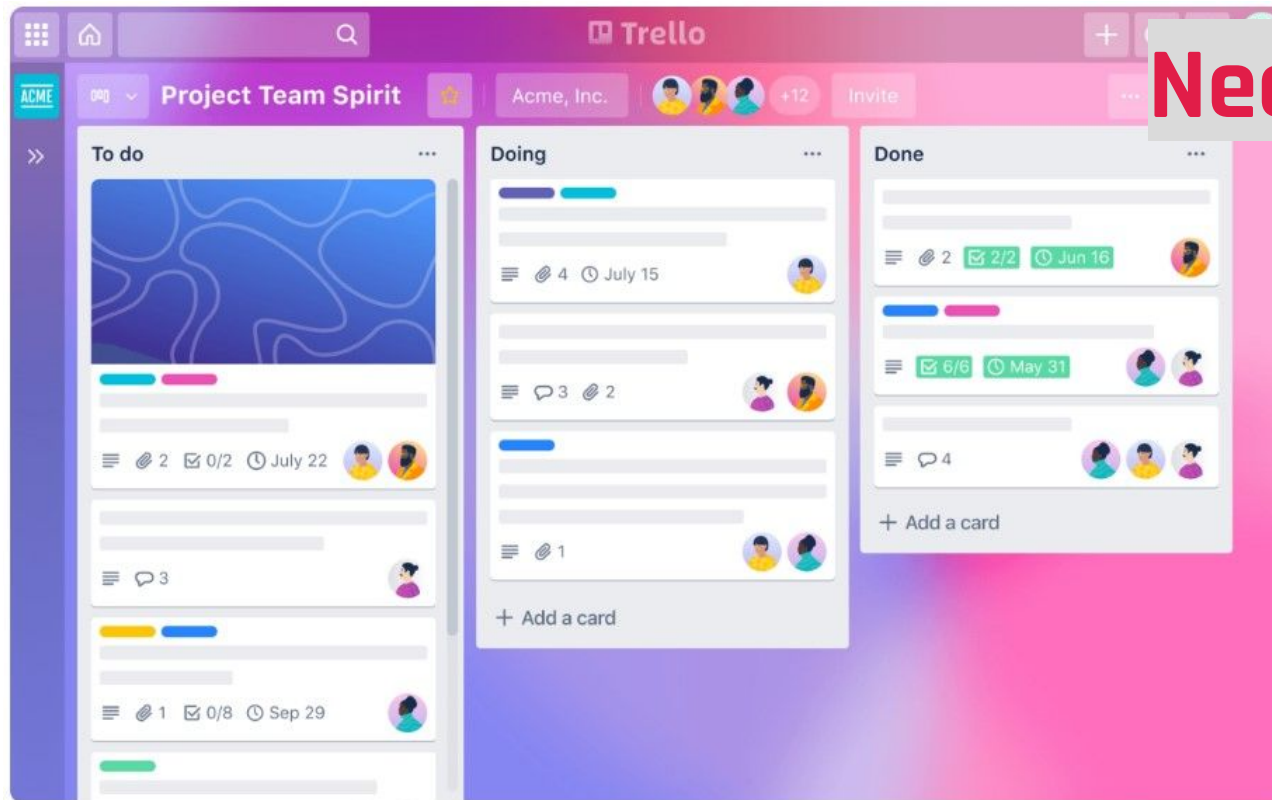 Trello
Nec
ACME
Project Team Spirit
Acme, Inc.
+12
Invite
To do
2 0/2 July 22
3
1 0/8 Sep 29
Doing
4 July 15
3 2
1
+ Add a card
Done
2 2/2 Jun 16
6/6 May 31
4
+ Add a card